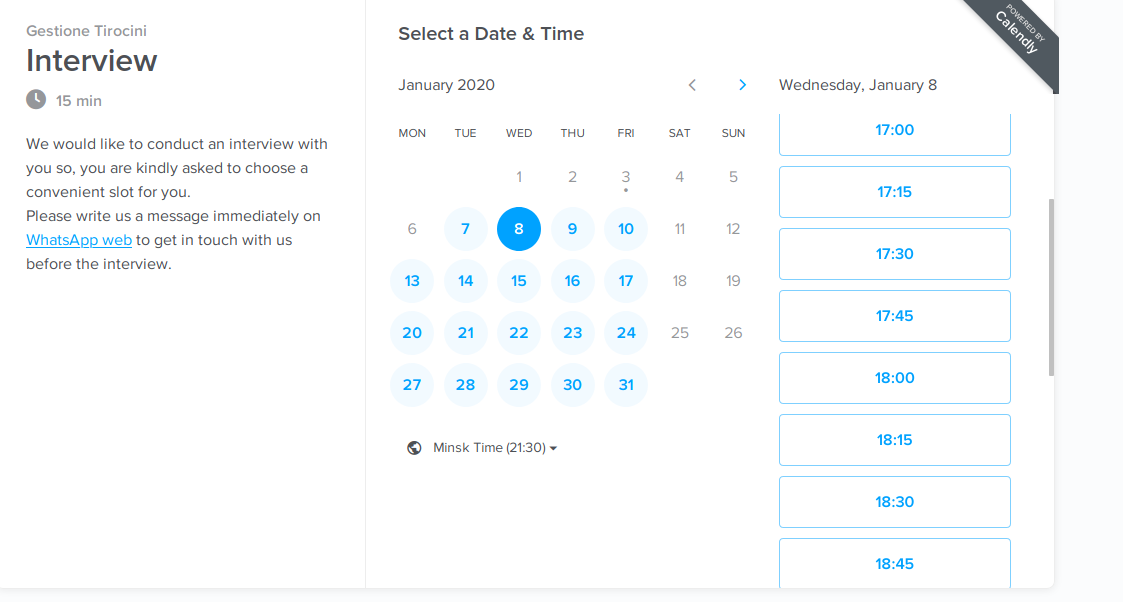 Gestione Tirocini
Interview
15 min
We would like to conduct an interview with
you so, you are kindly asked to choose a
convenient slot for you.
Please write us a message immediately on
WhatsApp web to get in touch with us
before the interview.
Select a Date & Time
January 2020
MON TUE WED THU FRI SAT SUN
1 2 3 4 5
6 7 8 9 10 11 12
13 14 15 16 17 18 19
20 21 22 23 24 25 26
27 28 29 30 31
Minsk Time (21:30)
Wednesday, January 8
17:00
17:15
17:30
17:45
18:00
18:15
18:30
18:45
POWERED BY
Calendly